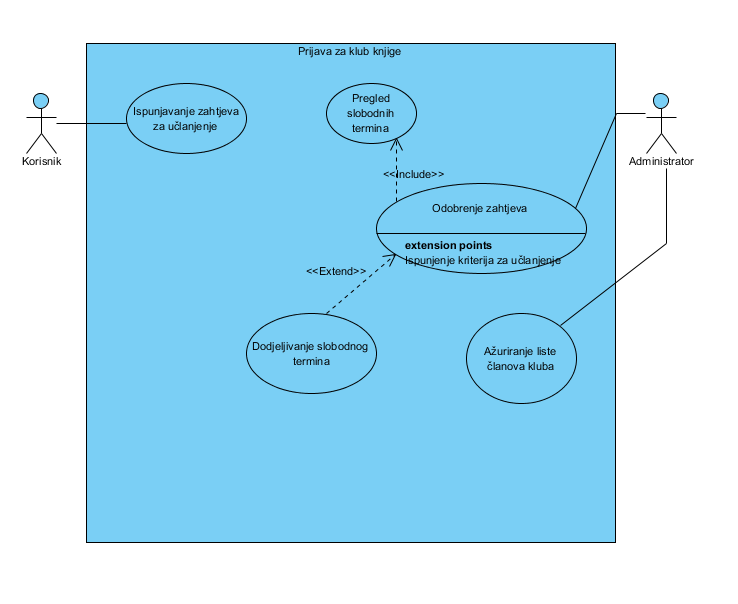 Prijava za klub knjige
Ispunjavanje zahtjeva
za učlanjenje
Pregled
slobodnih
termina
Korisnik
Administrator
<<Include>>
Odobrenje zahtjeva
extension points
Ispunjenje kriterija za učlanjenje
<<Extend>>
Dodjeljivanje slobodnog
termina
Ažuriranje liste
članova kluba